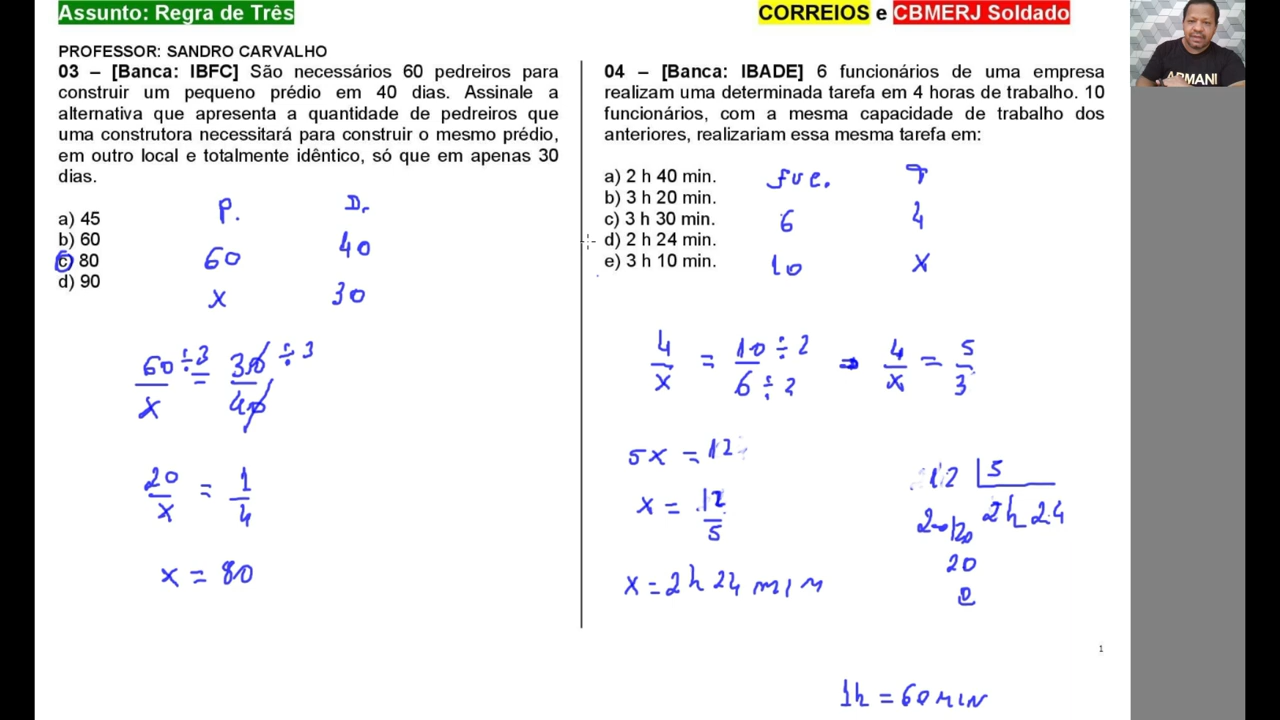 Assunto: Regra de Três
CORREIOS e CBMERJ Soldado
PROFESSOR: SANDRO CARVALHO
03 – [Banca: IBFC] São necessários 60 pedreiros para
construir um pequeno prédio em 40 dias. Assinale a
alternativa que apresenta a quantidade de pedreiros que
uma construtora necessitará para construir o mesmo prédio,
em outro local e totalmente idêntico, só que em apenas 30
dias.
a) 45
b) 60
c) 80
d) 90
P. D.
60 40
x 30
60 ÷3 = 30 ÷ 3
x 40
20 = 1
x 4
x = 80
04 – [Banca: IBADE] 6 funcionários de uma empresa
realizam uma determinada tarefa em 4 horas de trabalho. 10
funcionários, com a mesma capacidade de trabalho dos
anteriores, realizariam essa mesma tarefa em:
a) 2 h 40 min.
b) 3 h 20 min.
c) 3 h 30 min.
d) 2 h 24 min.
e) 3 h 10 min.
fuc. T
6 4
10 x
4 = 10 ÷ 2 → 4 = 5
x 6 ÷ 2 x 3
5x = 12
x = 12
5
x = 2h 24 min
12 5
2 → 120 2h 24
20
0
1
1h = 60 MIN
ARMANI